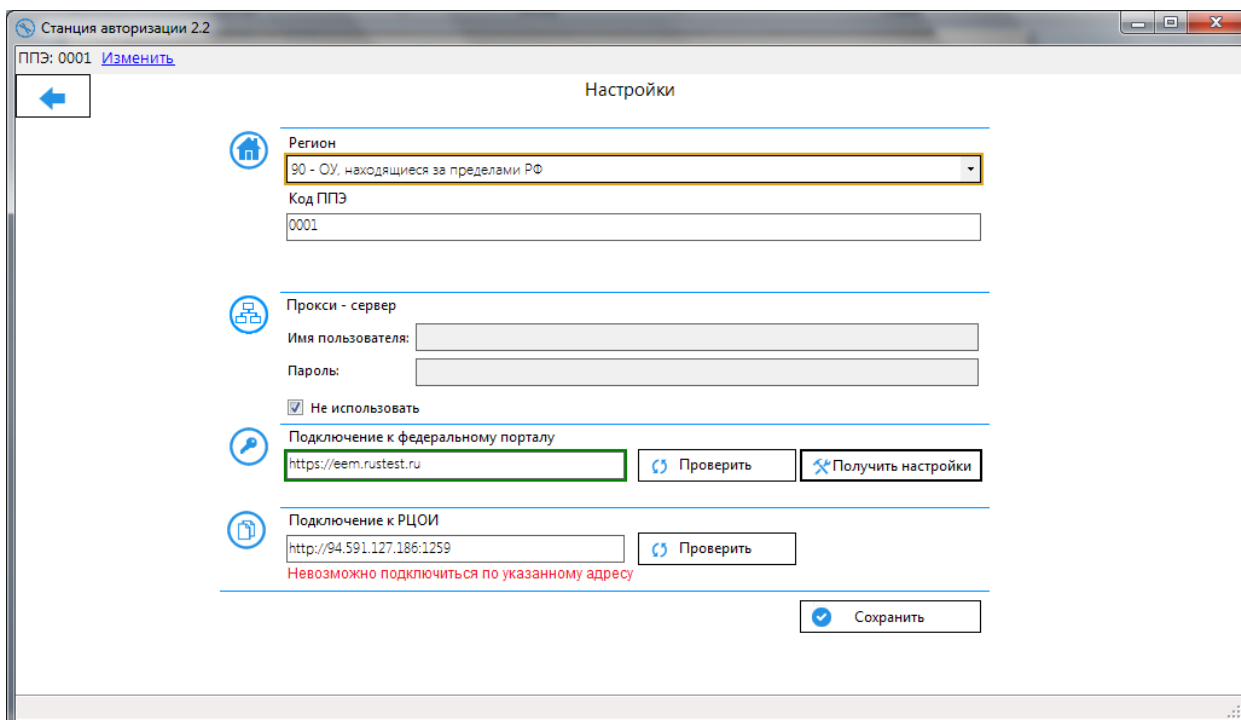 Станция авторизации 2.2
ППЭ: 0001 Изменить
Настройки
Регион
90 - ОУ, находящиеся за пределами РФ
Код ППЭ
0001
Прокси - сервер
Имя пользователя:
Пароль:
Не использовать
Подключение к федеральному порталу
https://eem.rustest.ru Проверить Получить настройки
Подключение к РЦОИ
http://94.591.127.186:1259 Проверить
Невозможно подключиться по указанному адресу
Сохранить